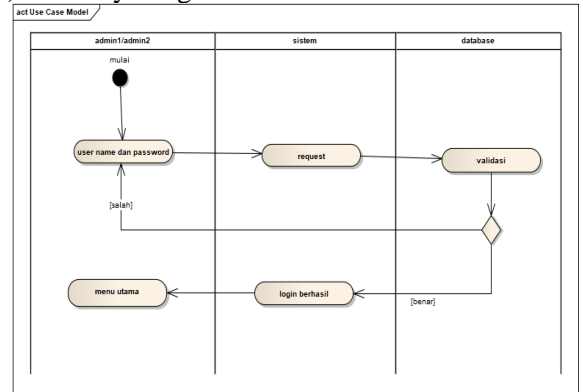 act Use Case Model
admin1/admin2
sistem
database
mulai
user name dan password
request
validasi
[salah]
menu utama
login berhasil
[benar]